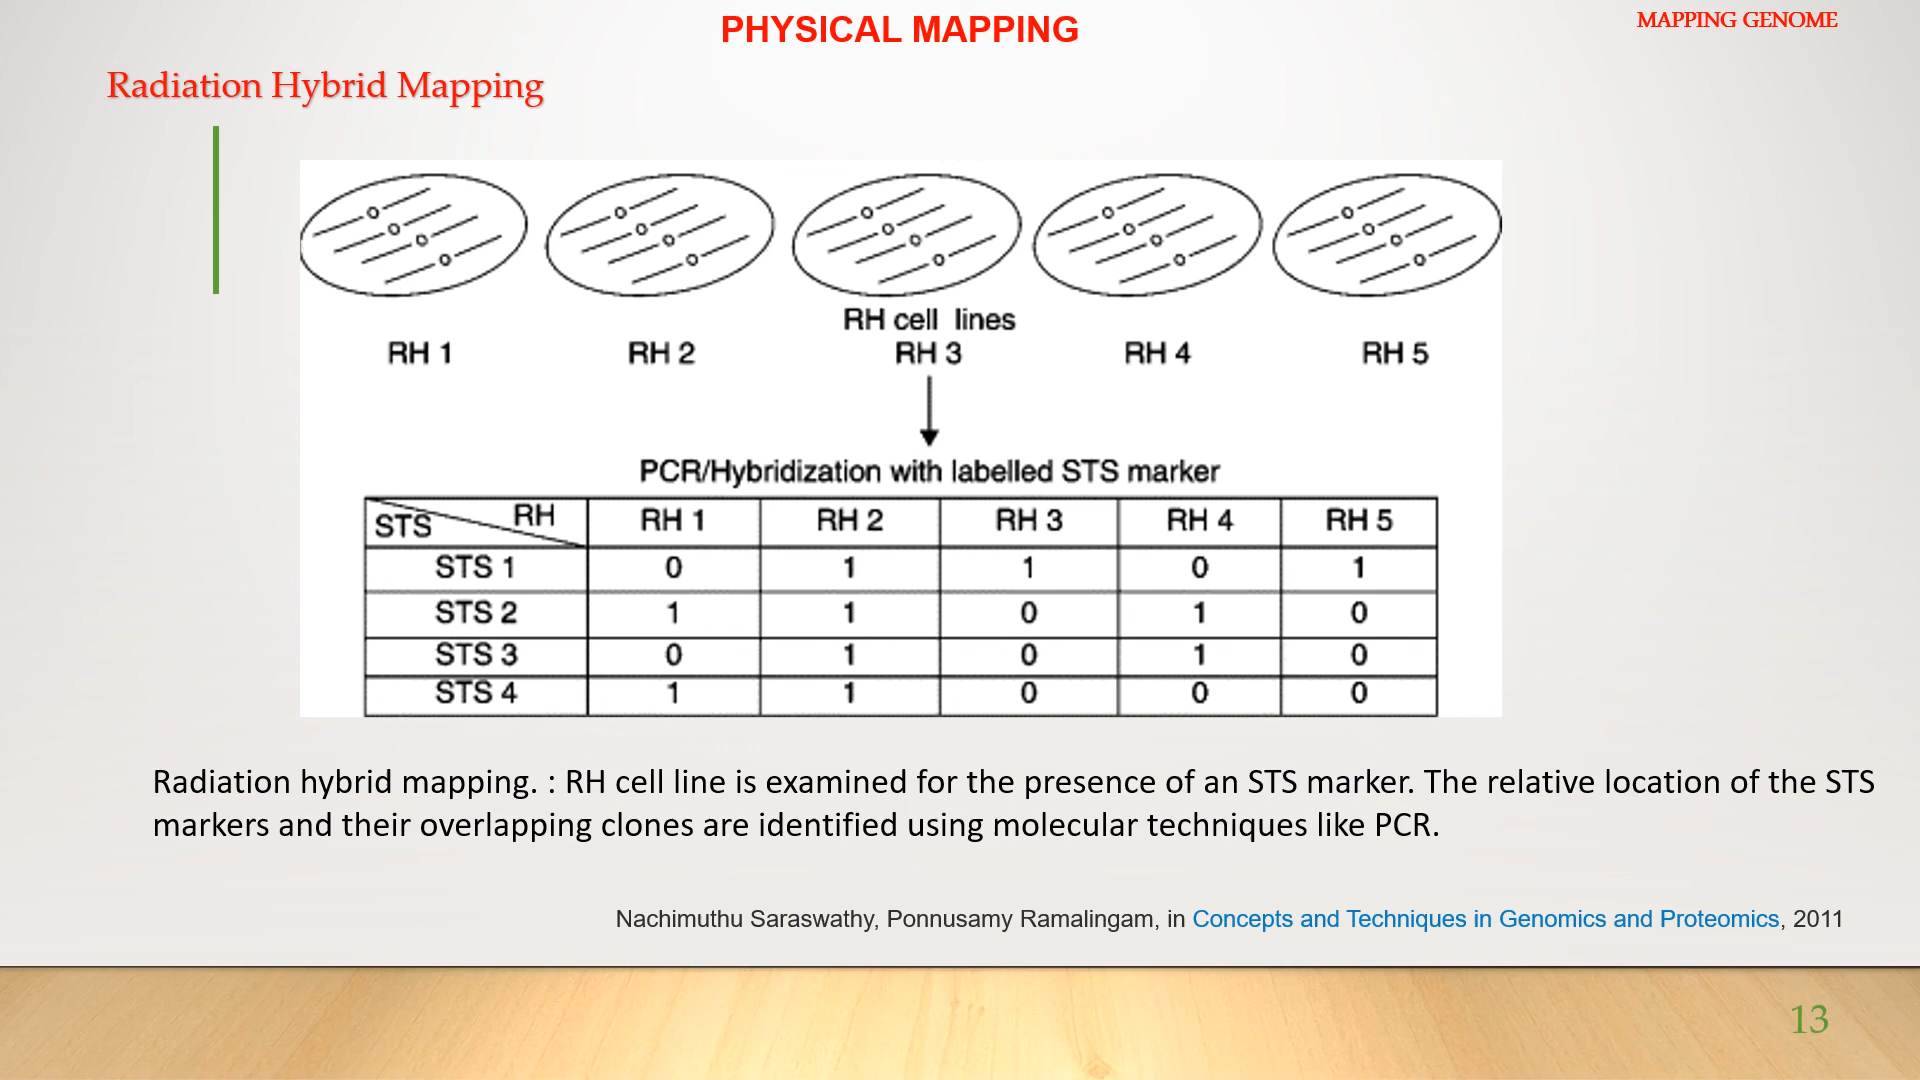 PHYSICAL MAPPING
MAPPING GENOME
Radiation Hybrid Mapping
RH cell lines
RH 1 RH 2 RH 3 RH 4 RH 5
PCR/Hybridization with labelled STS marker
STS RH RH 1 RH 2 RH 3 RH 4 RH 5
STS 1 0 1 1 0 1
STS 2 1 1 0 1 0
STS 3 0 1 0 1 0
STS 4 1 1 0 0 0
Radiation hybrid mapping. : RH cell line is examined for the presence of an STS marker. The relative location of the STS
markers and their overlapping clones are identified using molecular techniques like PCR.
Nachimuthu Saraswathy, Ponnusamy Ramalingam, in Concepts and Techniques in Genomics and Proteomics, 2011
13